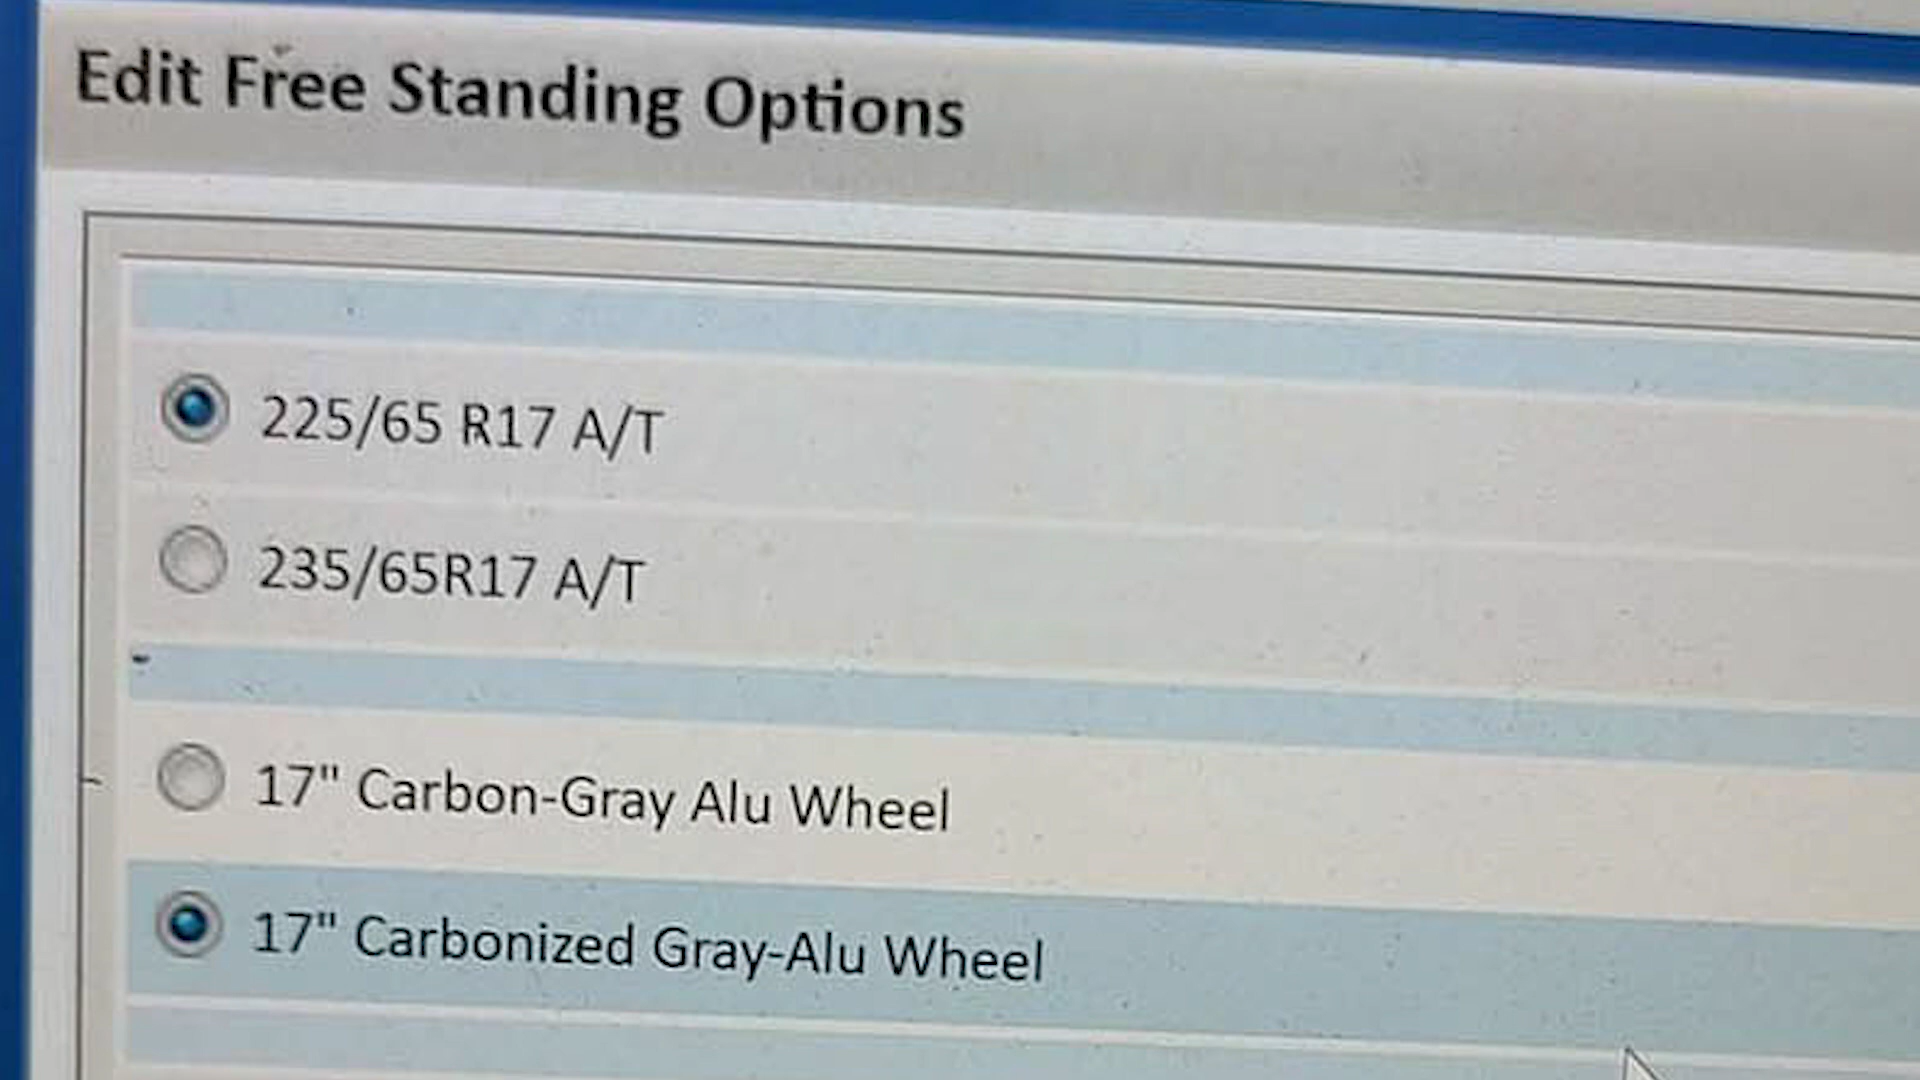 Edit Free Standing Options
225/65 R17 A/T
235/65R17 A/T
17" Carbon-Gray Alu Wheel
17" Carbonized Gray-Alu Wheel